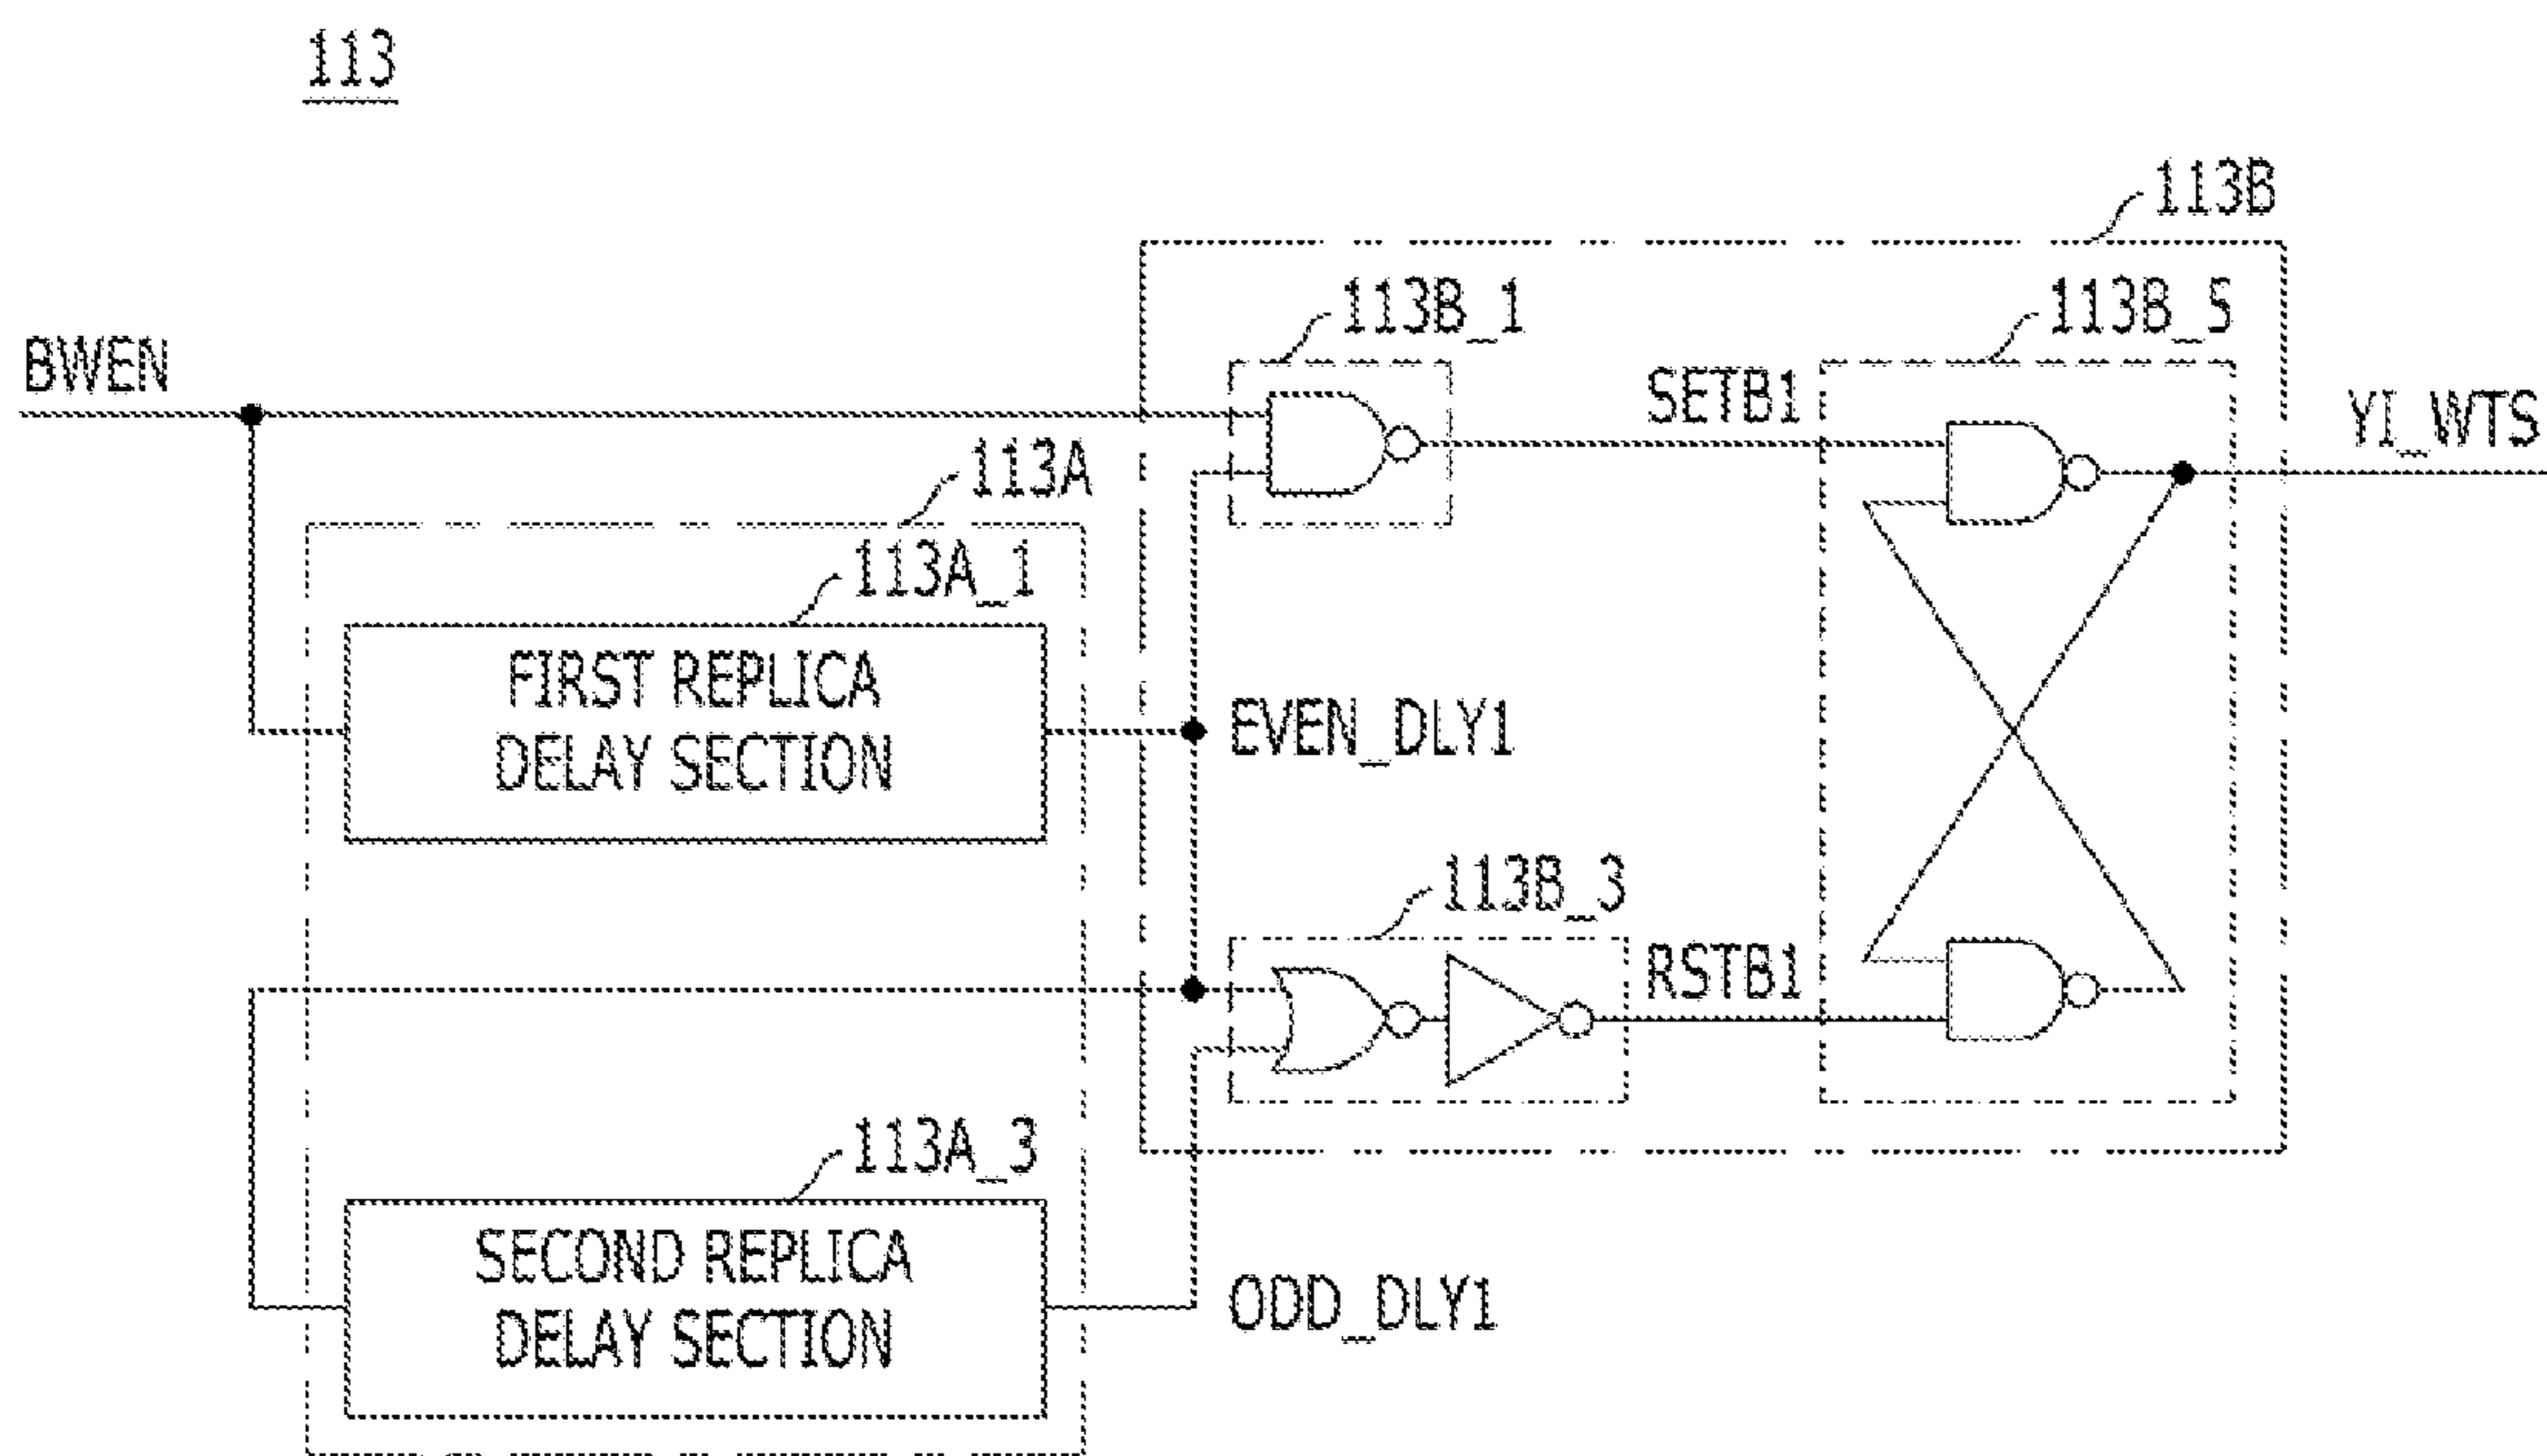 113
113B
113B_1
113B_5
BWEN
SETB1
YI_WTS
113A
113A_1
FIRST REPLICA
DELAY SECTION
EVEN_DLY1
113B_3
RSTB1
113A_3
SECOND REPLICA
DELAY SECTION
ODD_DLY1